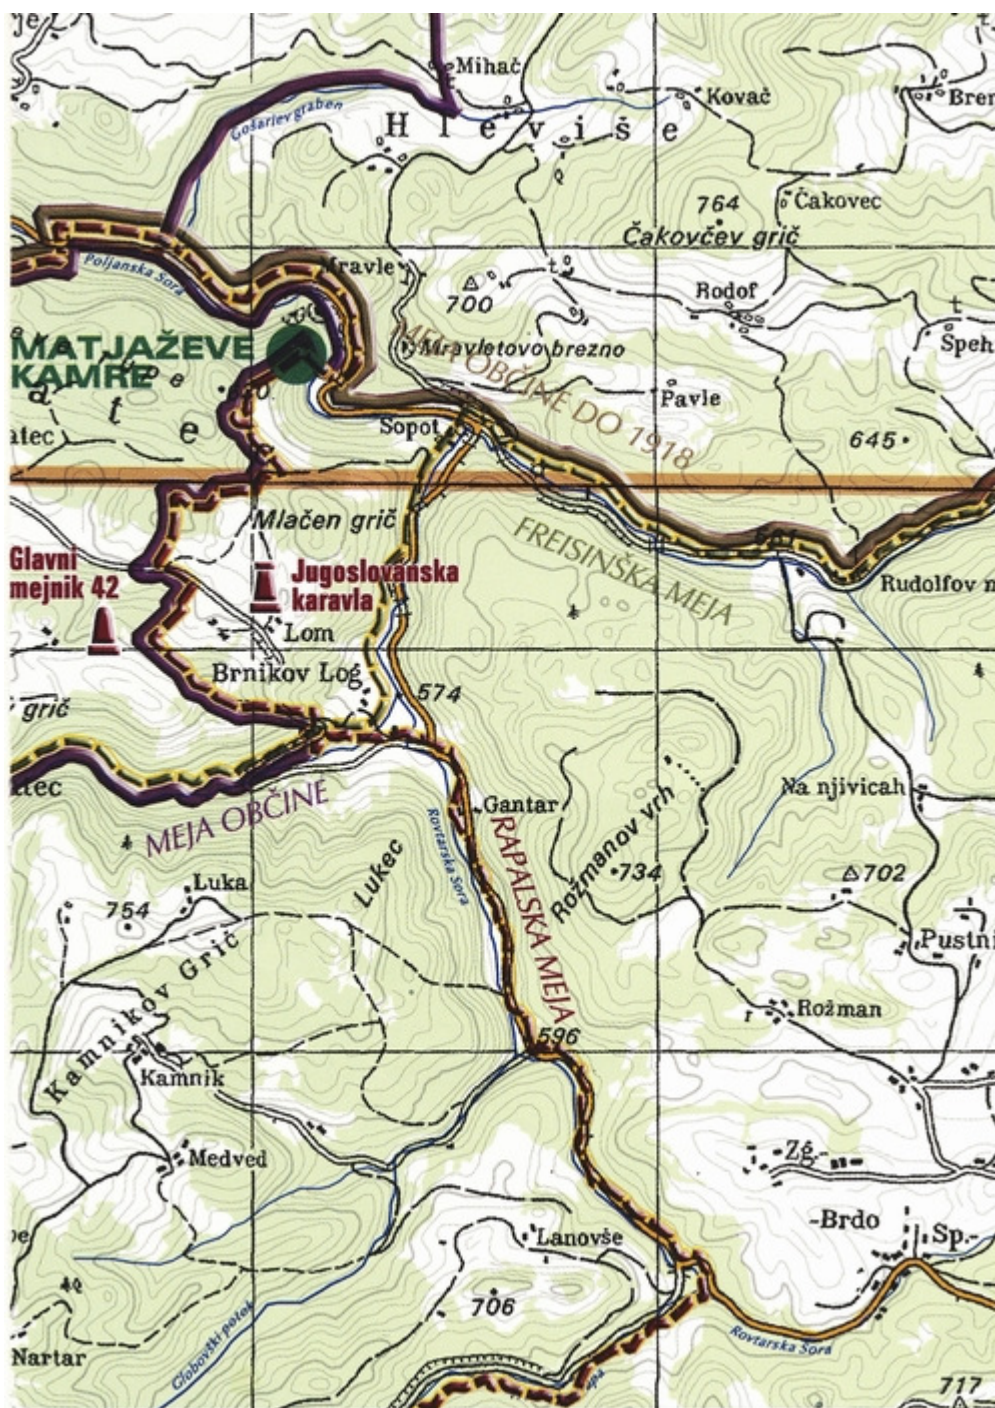 Mihač
Kovač
Gošarjev graben
Hleviše
764
Čakovec
Čakovčev grič
Poljanska Sora
Mravle
700
Rodof
MATJAŽEVE
KAMRE
Mravletovo brezno
Speh
MEJA OBČINE DO 1918
Pavle
Sopot
645
Mlačen grič
FREISINŠKA MEJA
Glavni
mejnik 42
Jugoslovanska
karavla
Rudolfov
Lom
Brnikov Log
574
grič
Na njivicah
MEJA OBČINE
Gantar
Rovtarska Sora
RAPALSKA MEJA
Rožmanov vrh
734
702
Lukec
Luka
754
Kamnikov Grič
Rožman
596
Kamnik
Medved
Zg.-
-Brdo
Sp.-
Lanovše
706
Globovški potok
Rovtarska Sora
Nartar
717